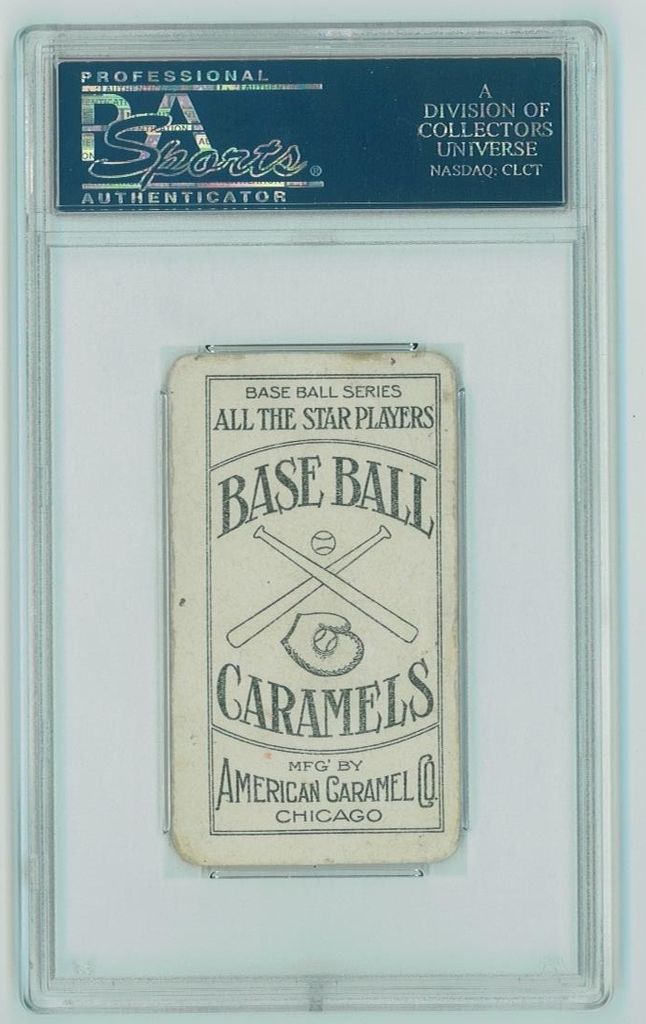 PROFESSIONAL
PSA
Sports®
AUTHENTICATOR
A
DIVISION OF
COLLECTORS
UNIVERSE
NASDAQ: CLCT
BASE BALL SERIES
ALL THE STAR PLAYERS
BASE BALL
CARAMELS
MFG' BY
AMERICAN CARAMEL CO.
CHICAGO